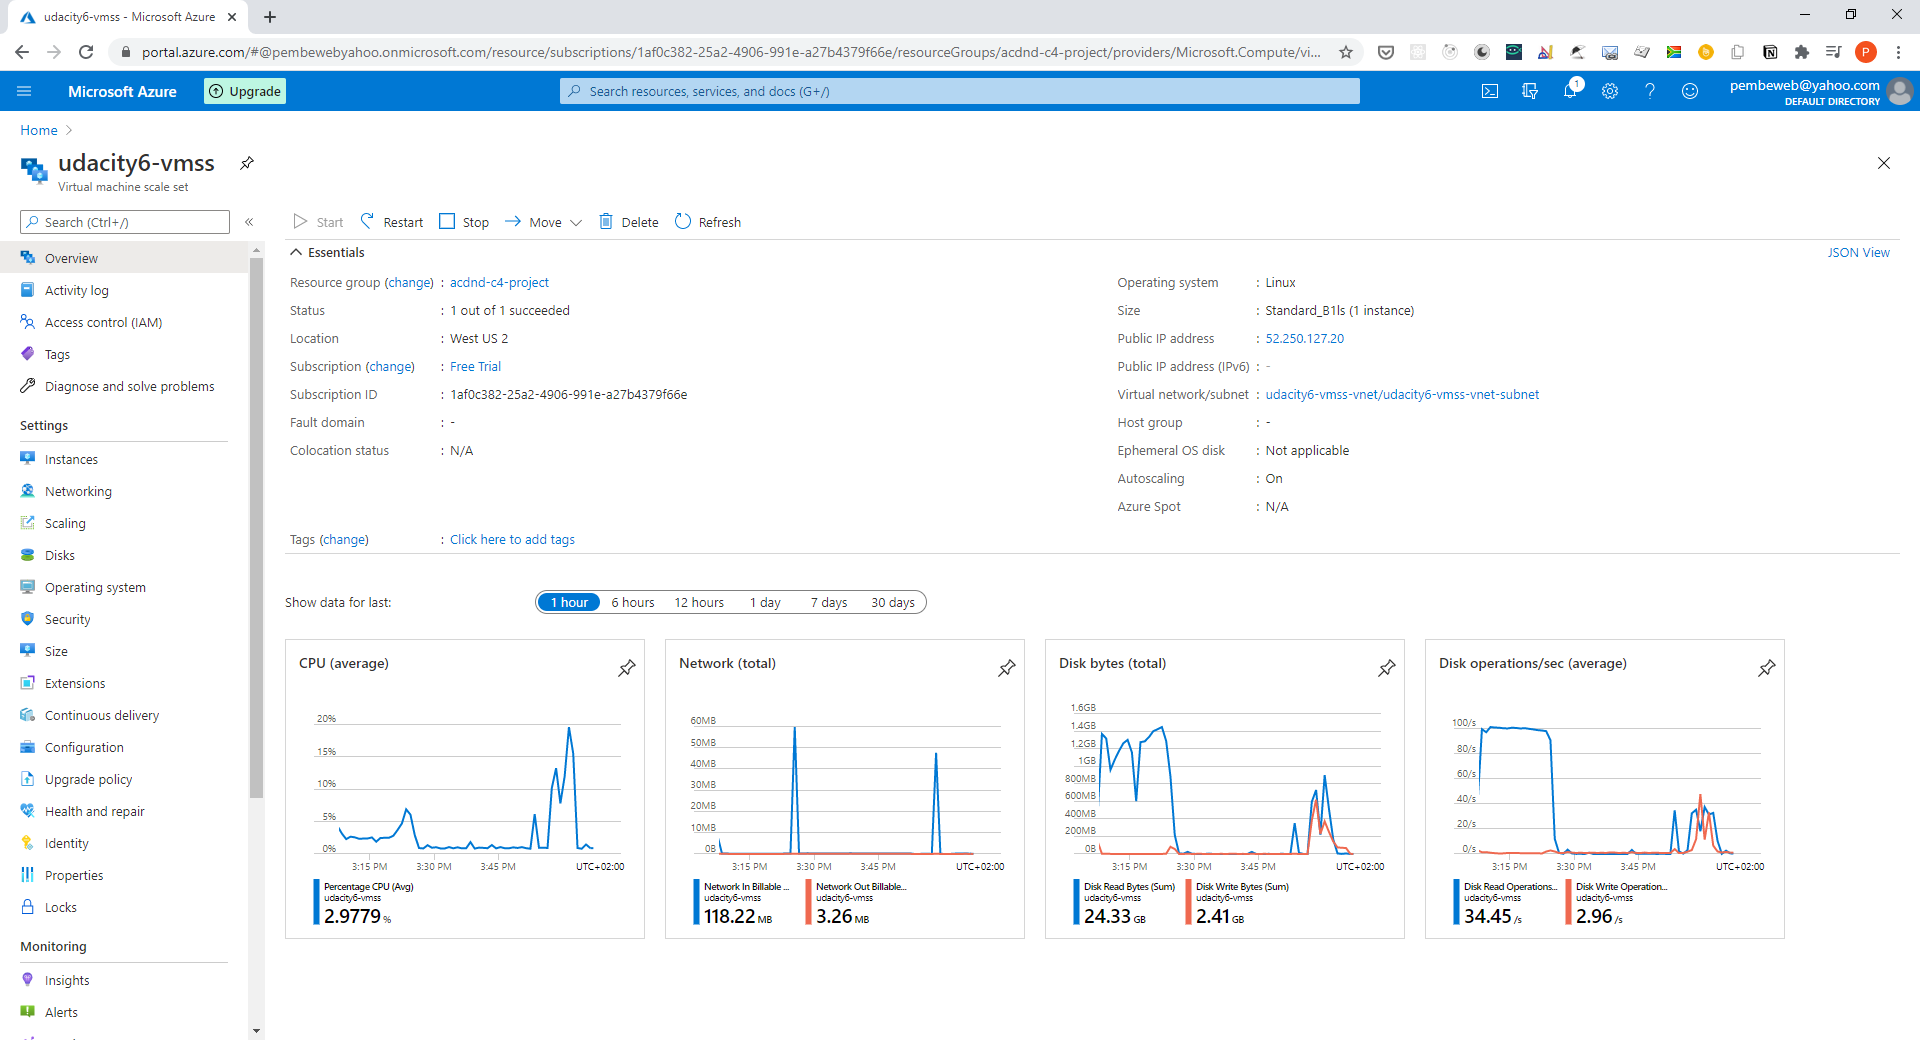 udacity6-vmss - Microsoft Azure
portal.azure.com/#@pembewebyahoo.onmicrosoft.com/resource/subscriptions/1af0c382-25a2-4906-991e-a27b4379f66e/resourceGroups/acdnd-c4-project/providers/Microsoft.Compute/vi...
P
Microsoft Azure
Upgrade
Search resources, services, and docs (G+/)
1
pembeweb@yahoo.com
DEFAULT DIRECTORY
Home
udacity6-vmss
Virtual machine scale set
Search (Ctrl+/)
Overview
Activity log
Access control (IAM)
Tags
Diagnose and solve problems
Settings
Instances
Networking
Scaling
Disks
Operating system
Security
Size
Extensions
Continuous delivery
Configuration
Upgrade policy
Health and repair
Identity
Properties
Locks
Monitoring
Insights
Alerts
Start Restart Stop Move Delete Refresh
Essentials
JSON View
Resource group (change) : acdnd-c4-project
Status : 1 out of 1 succeeded
Location : West US 2
Subscription (change) : Free Trial
Subscription ID : 1af0c382-25a2-4906-991e-a27b4379f66e
Fault domain : -
Colocation status : N/A
Operating system : Linux
Size : Standard_B1ls (1 instance)
Public IP address : 52.250.127.20
Public IP address (IPv6) : -
Virtual network/subnet : udacity6-vmss-vnet/udacity6-vmss-vnet-subnet
Host group : -
Ephemeral OS disk : Not applicable
Autoscaling : On
Azure Spot : N/A
Tags (change) : Click here to add tags
Show data for last: 1 hour 6 hours 12 hours 1 day 7 days 30 days
CPU (average)
20%
15%
10%
5%
0%
3:15 PM 3:30 PM 3:45 PM UTC+02:00
Percentage CPU (Avg)
udacity6-vmss
2.9779 %
Network (total)
60MB
50MB
40MB
30MB
20MB
10MB
0B
3:15 PM 3:30 PM 3:45 PM UTC+02:00
Network In Billable ...
udacity6-vmss
118.22 MB
Network Out Billable...
udacity6-vmss
3.26 MB
Disk bytes (total)
1.6GB
1.4GB
1.2GB
1GB
800MB
600MB
400MB
200MB
0B
3:15 PM 3:30 PM 3:45 PM UTC+02:00
Disk Read Bytes (Sum)
udacity6-vmss
24.33 GB
Disk Write Bytes (Sum)
udacity6-vmss
2.41 GB
Disk operations/sec (average)
100/s
80/s
60/s
40/s
20/s
0/s
3:15 PM 3:30 PM 3:45 PM UTC+02:00
Disk Read Operations...
udacity6-vmss
34.45 /s
Disk Write Operation...
udacity6-vmss
2.96 /s